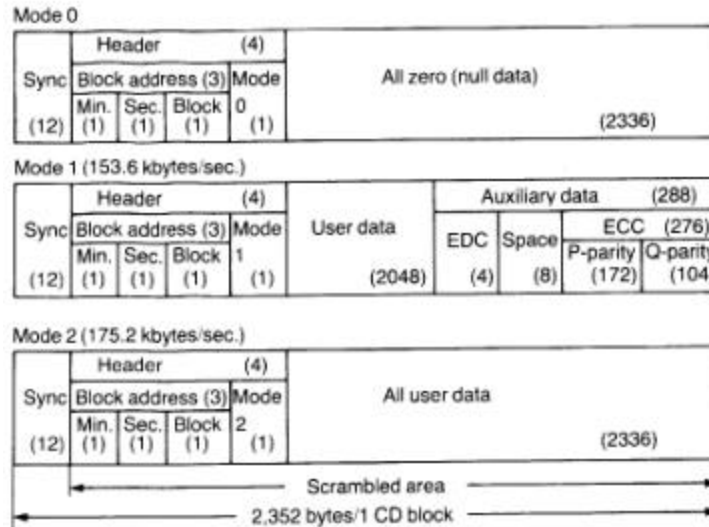 Mode 0
Header (4)
Sync Block address (3) Mode All zero (null data)
Min. Sec. Block 0
(12) (1) (1) (1) (1) (2336)
Mode 1 (153.6 kbytes/sec.)
Header (4) Auxiliary data (288)
Sync Block address (3) Mode User data EDC Space ECC (276)
Min. Sec. Block 1 P-parity Q-parity
(12) (1) (1) (1) (1) (2048) (4) (8) (172) (104
Mode 2 (175.2 kbytes/sec.)
Header (4)
Sync Block address (3) Mode All user data
Min. Sec. Block 2
(12) (1) (1) (1) (1) (2336)
Scrambled area
2,352 bytes/1 CD block